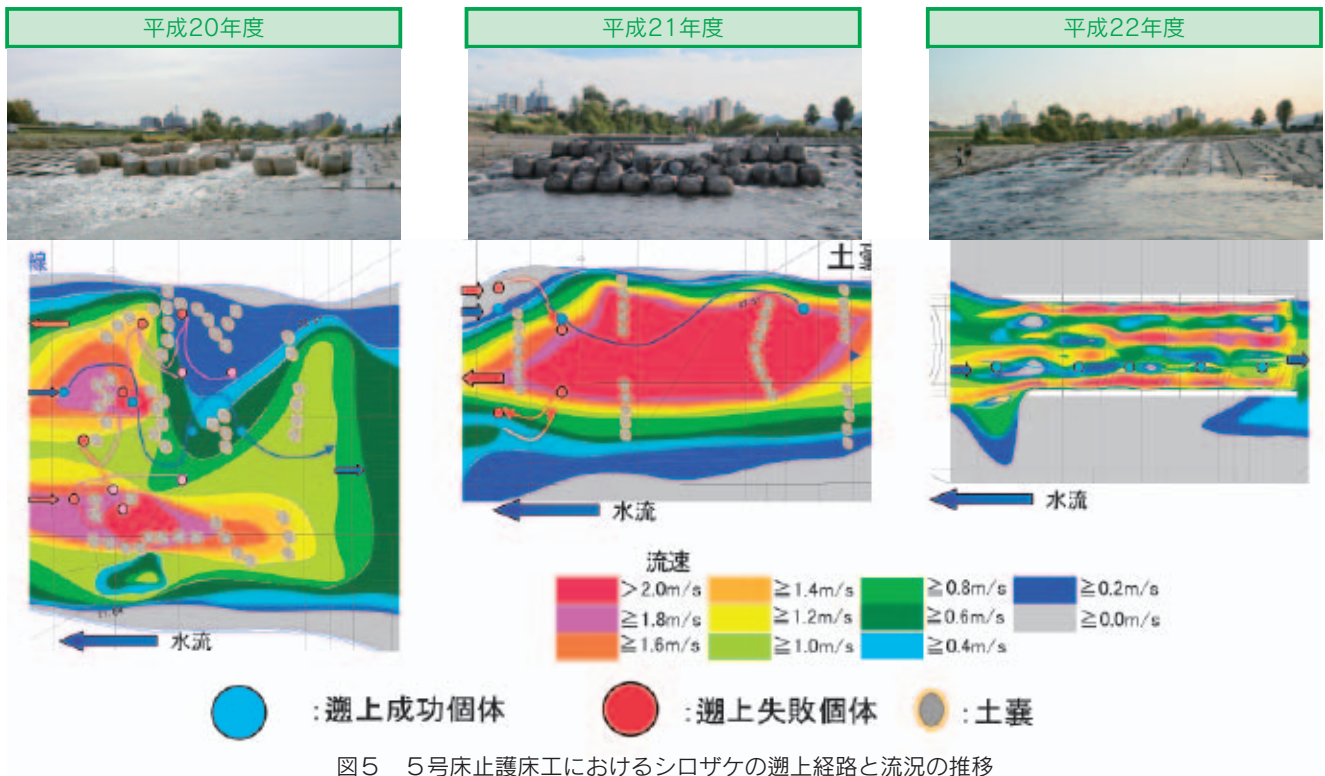 平成20年度
平成21年度
平成22年度
線
土
水流
水流
水流
流速
>2.0m/s
≧1.8m/s
≧1.6m/s
≧1.4m/s
≧1.2m/s
≧1.0m/s
≧0.8m/s
≧0.6m/s
≧0.4m/s
≧0.2m/s
≧0.0m/s
:遡上成功個体
:遡上失敗個体
:土嚢
図5 5号床止護床工におけるシロザケの遡上経路と流況の推移